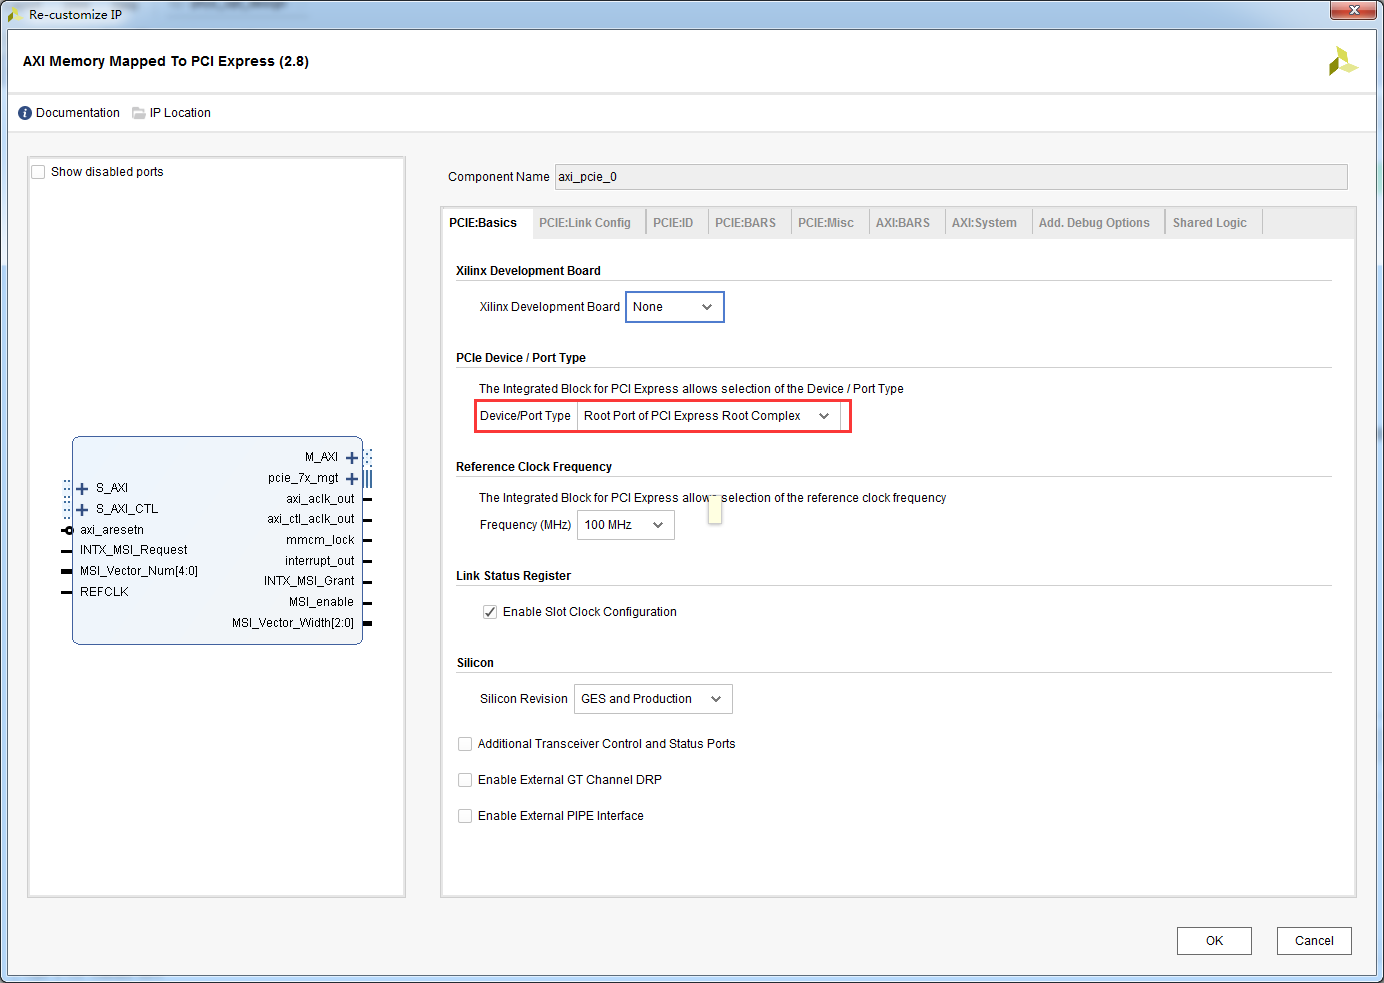 Re-customize IP
AXI Memory Mapped To PCI Express (2.8)
Documentation IP Location
Show disabled ports
M_AXI
pcie_7x_mgt
S_AXI
axi_aclk_out
S_AXI_CTL
axi_ctl_aclk_out
axi_aresetn
mmcm_lock
INTX_MSI_Request
interrupt_out
MSI_Vector_Num[4:0]
INTX_MSI_Grant
REFCLK
MSI_enable
MSI_Vector_Width[2:0]
Component Name axi_pcie_0
PCIE:Basics PCIE:Link Config PCIE:ID PCIE:BARS PCIE:Misc AXI:BARS AXI:System Add. Debug Options Shared Logic
Xilinx Development Board
Xilinx Development Board None
PCIe Device / Port Type
The Integrated Block for PCI Express allows selection of the Device / Port Type
Device/Port Type Root Port of PCI Express Root Complex
Reference Clock Frequency
The Integrated Block for PCI Express allows selection of the reference clock frequency
Frequency (MHz) 100 MHz
Link Status Register
Enable Slot Clock Configuration
Silicon
Silicon Revision GES and Production
Additional Transceiver Control and Status Ports
Enable External GT Channel DRP
Enable External PIPE Interface
OK Cancel